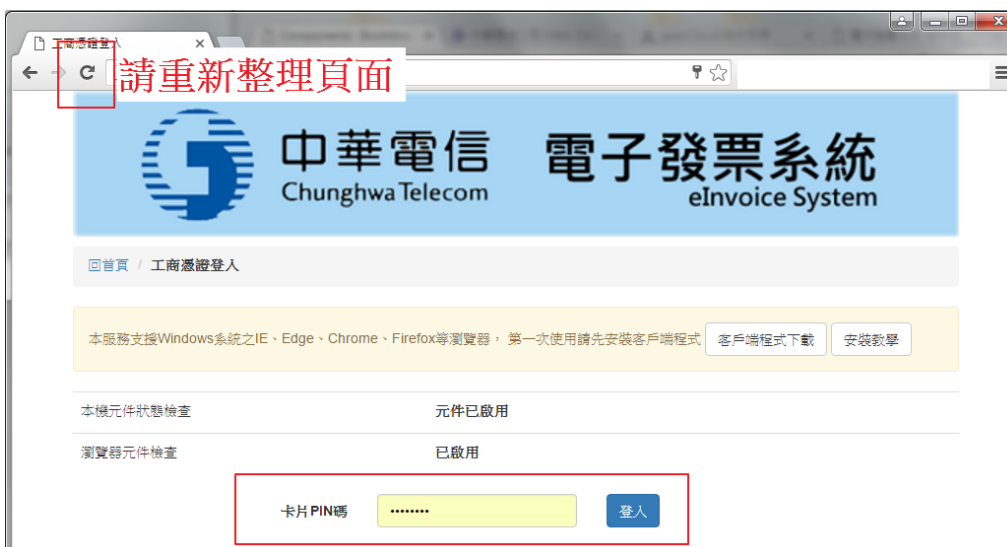 工商憑證登入
請重新整理頁面
中華電信 電子發票系統
Chunghwa Telecom eInvoice System
回首頁 / 工商憑證登入
本服務支援Windows系統之IE、Edge、Chrome、Firefox等瀏覽器, 第一次使用請先安裝客戶端程式 客戶端程式下載 安裝教學
本機元件狀態檢查 元件已啟用
瀏覽器元件檢查 已啟用
卡片PIN碼 •••••••• 登入